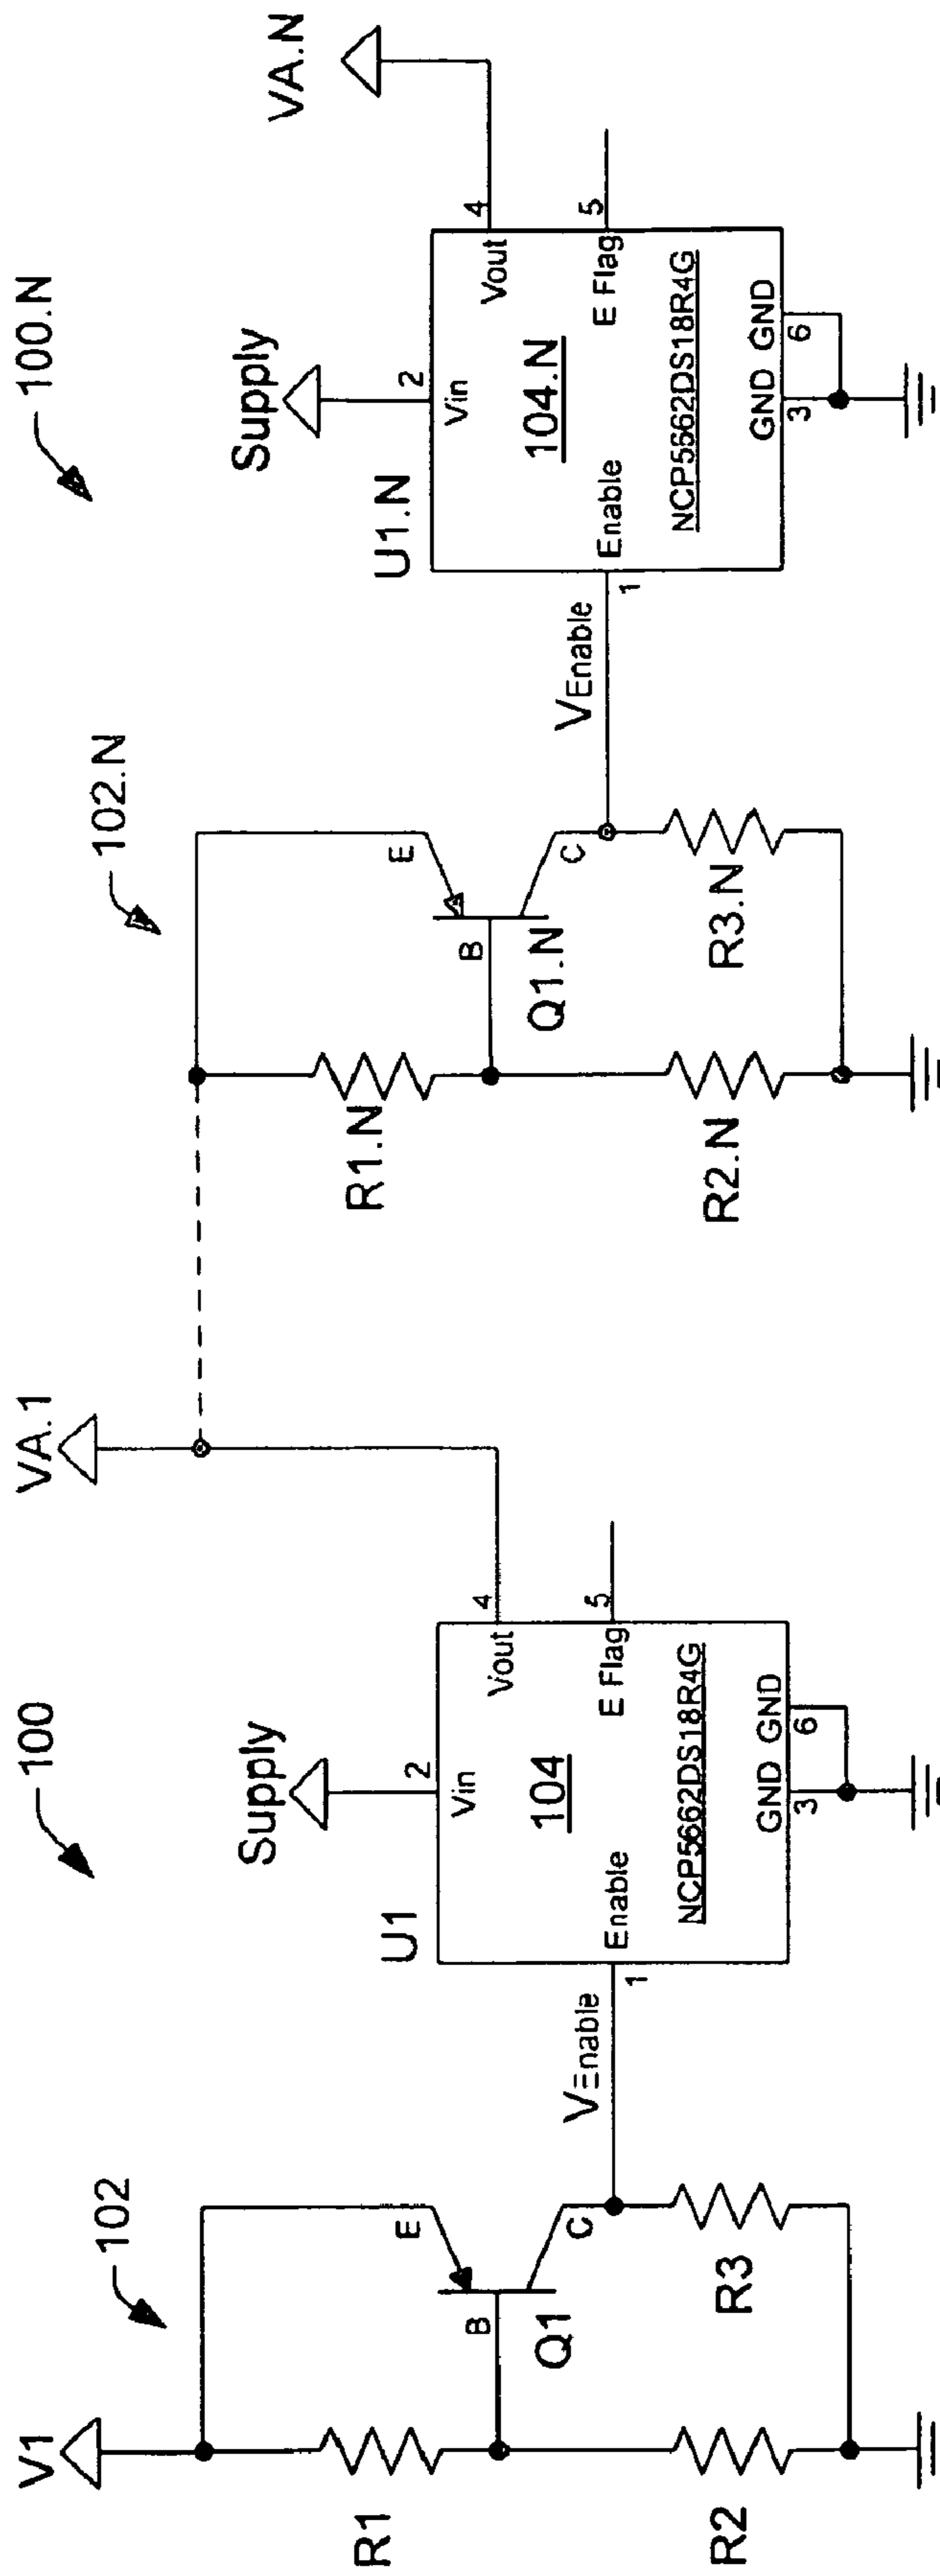 100
100.N
V1
102
VA.1
102.N
VA.N
Supply
Supply
U1
U1.N
R1
R2
R3
Q1
B
E
C
VEnable
1
Enable
Vin
2
104
Vout
4
E Flag
5
NCP5662DS18R4G
GND GND
3 6
R1.N
R2.N
R3.N
Q1.N
B
E
C
VEnable
1
Enable
Vin
2
104.N
Vout
4
E Flag
5
NCP5662DS18R4G
GND GND
3 6